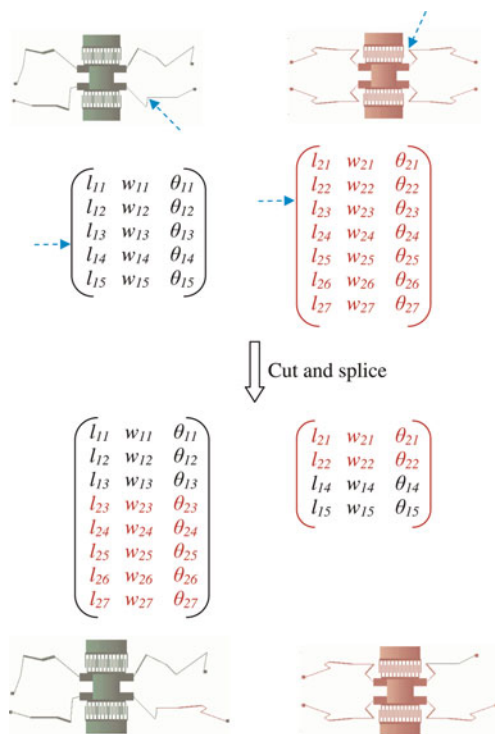 l₁₁ w₁₁ θ₁₁
l₁₂ w₁₂ θ₁₂
l₁₃ w₁₃ θ₁₃
l₁₄ w₁₄ θ₁₄
l₁₅ w₁₅ θ₁₅
l₂₁ w₂₁ θ₂₁
l₂₂ w₂₂ θ₂₂
l₂₃ w₂₃ θ₂₃
l₂₄ w₂₄ θ₂₄
l₂₅ w₂₅ θ₂₅
l₂₆ w₂₆ θ₂₆
l₂₇ w₂₇ θ₂₇
Cut and splice
l₁₁ w₁₁ θ₁₁
l₁₂ w₁₂ θ₁₂
l₁₃ w₁₃ θ₁₃
l₂₃ w₂₃ θ₂₃
l₂₄ w₂₄ θ₂₄
l₂₅ w₂₅ θ₂₅
l₂₆ w₂₆ θ₂₆
l₂₇ w₂₇ θ₂₇
l₂₁ w₂₁ θ₂₁
l₂₂ w₂₂ θ₂₂
l₁₄ w₁₄ θ₁₄
l₁₅ w₁₅ θ₁₅